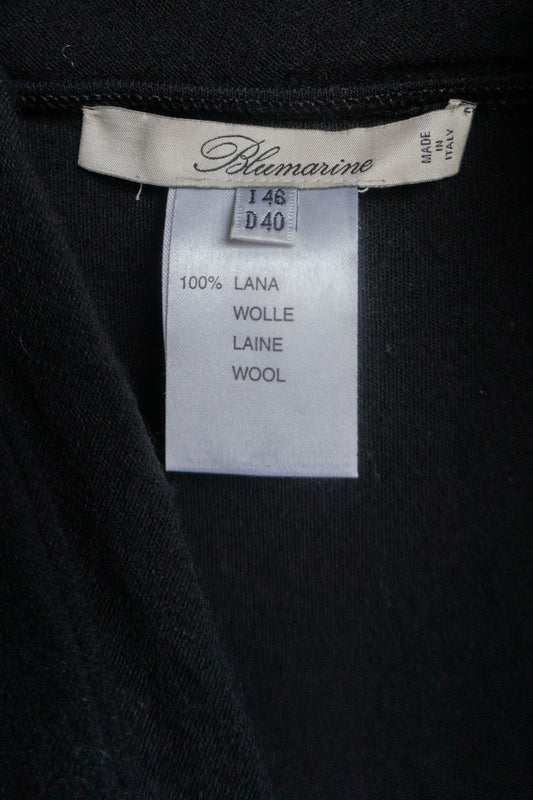 Blumarine
MADE
IN
ITALY
I 46
D 40
100% LANA
WOLLE
LAINE
WOOL